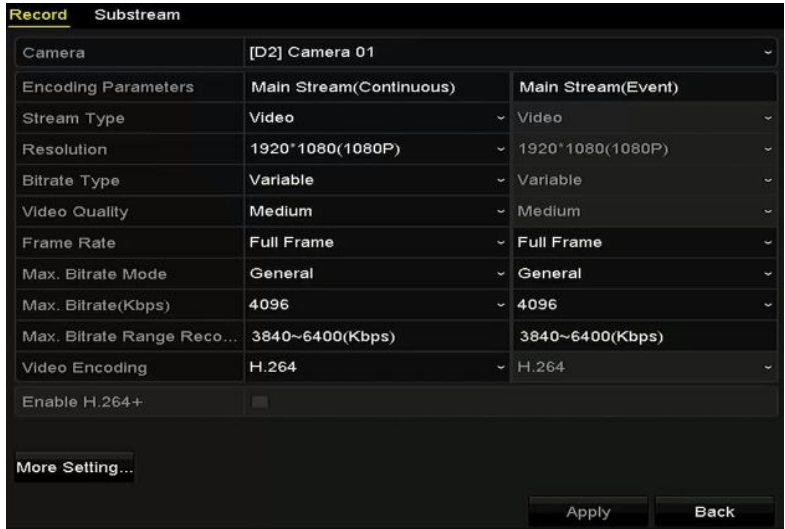 Record Substream
Camera [D2] Camera 01
Encoding Parameters Main Stream(Continuous) Main Stream(Event)
Stream Type Video Video
Resolution 1920*1080(1080P) 1920*1080(1080P)
Bitrate Type Variable Variable
Video Quality Medium Medium
Frame Rate Full Frame Full Frame
Max. Bitrate Mode General General
Max. Bitrate(Kbps) 4096 4096
Max. Bitrate Range Reco... 3840~6400(Kbps) 3840~6400(Kbps)
Video Encoding H.264 H.264
Enable H.264+
More Setting...
Apply Back